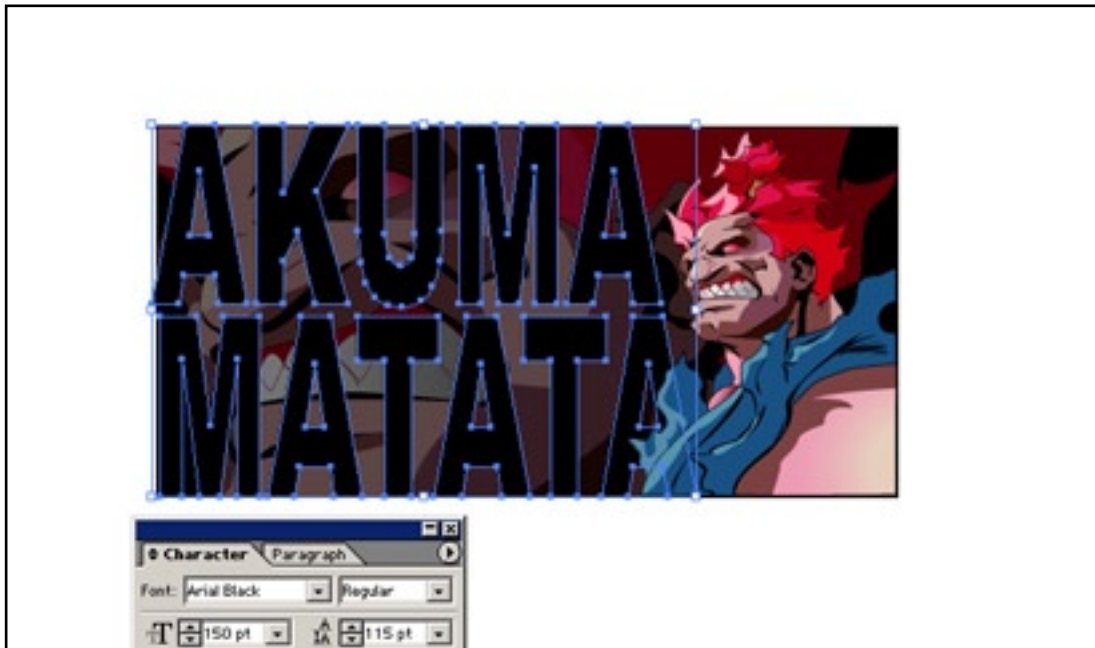 AKUMA
MATATA
Character Paragraph
Font: Arial Black Regular
150 pt 115 pt